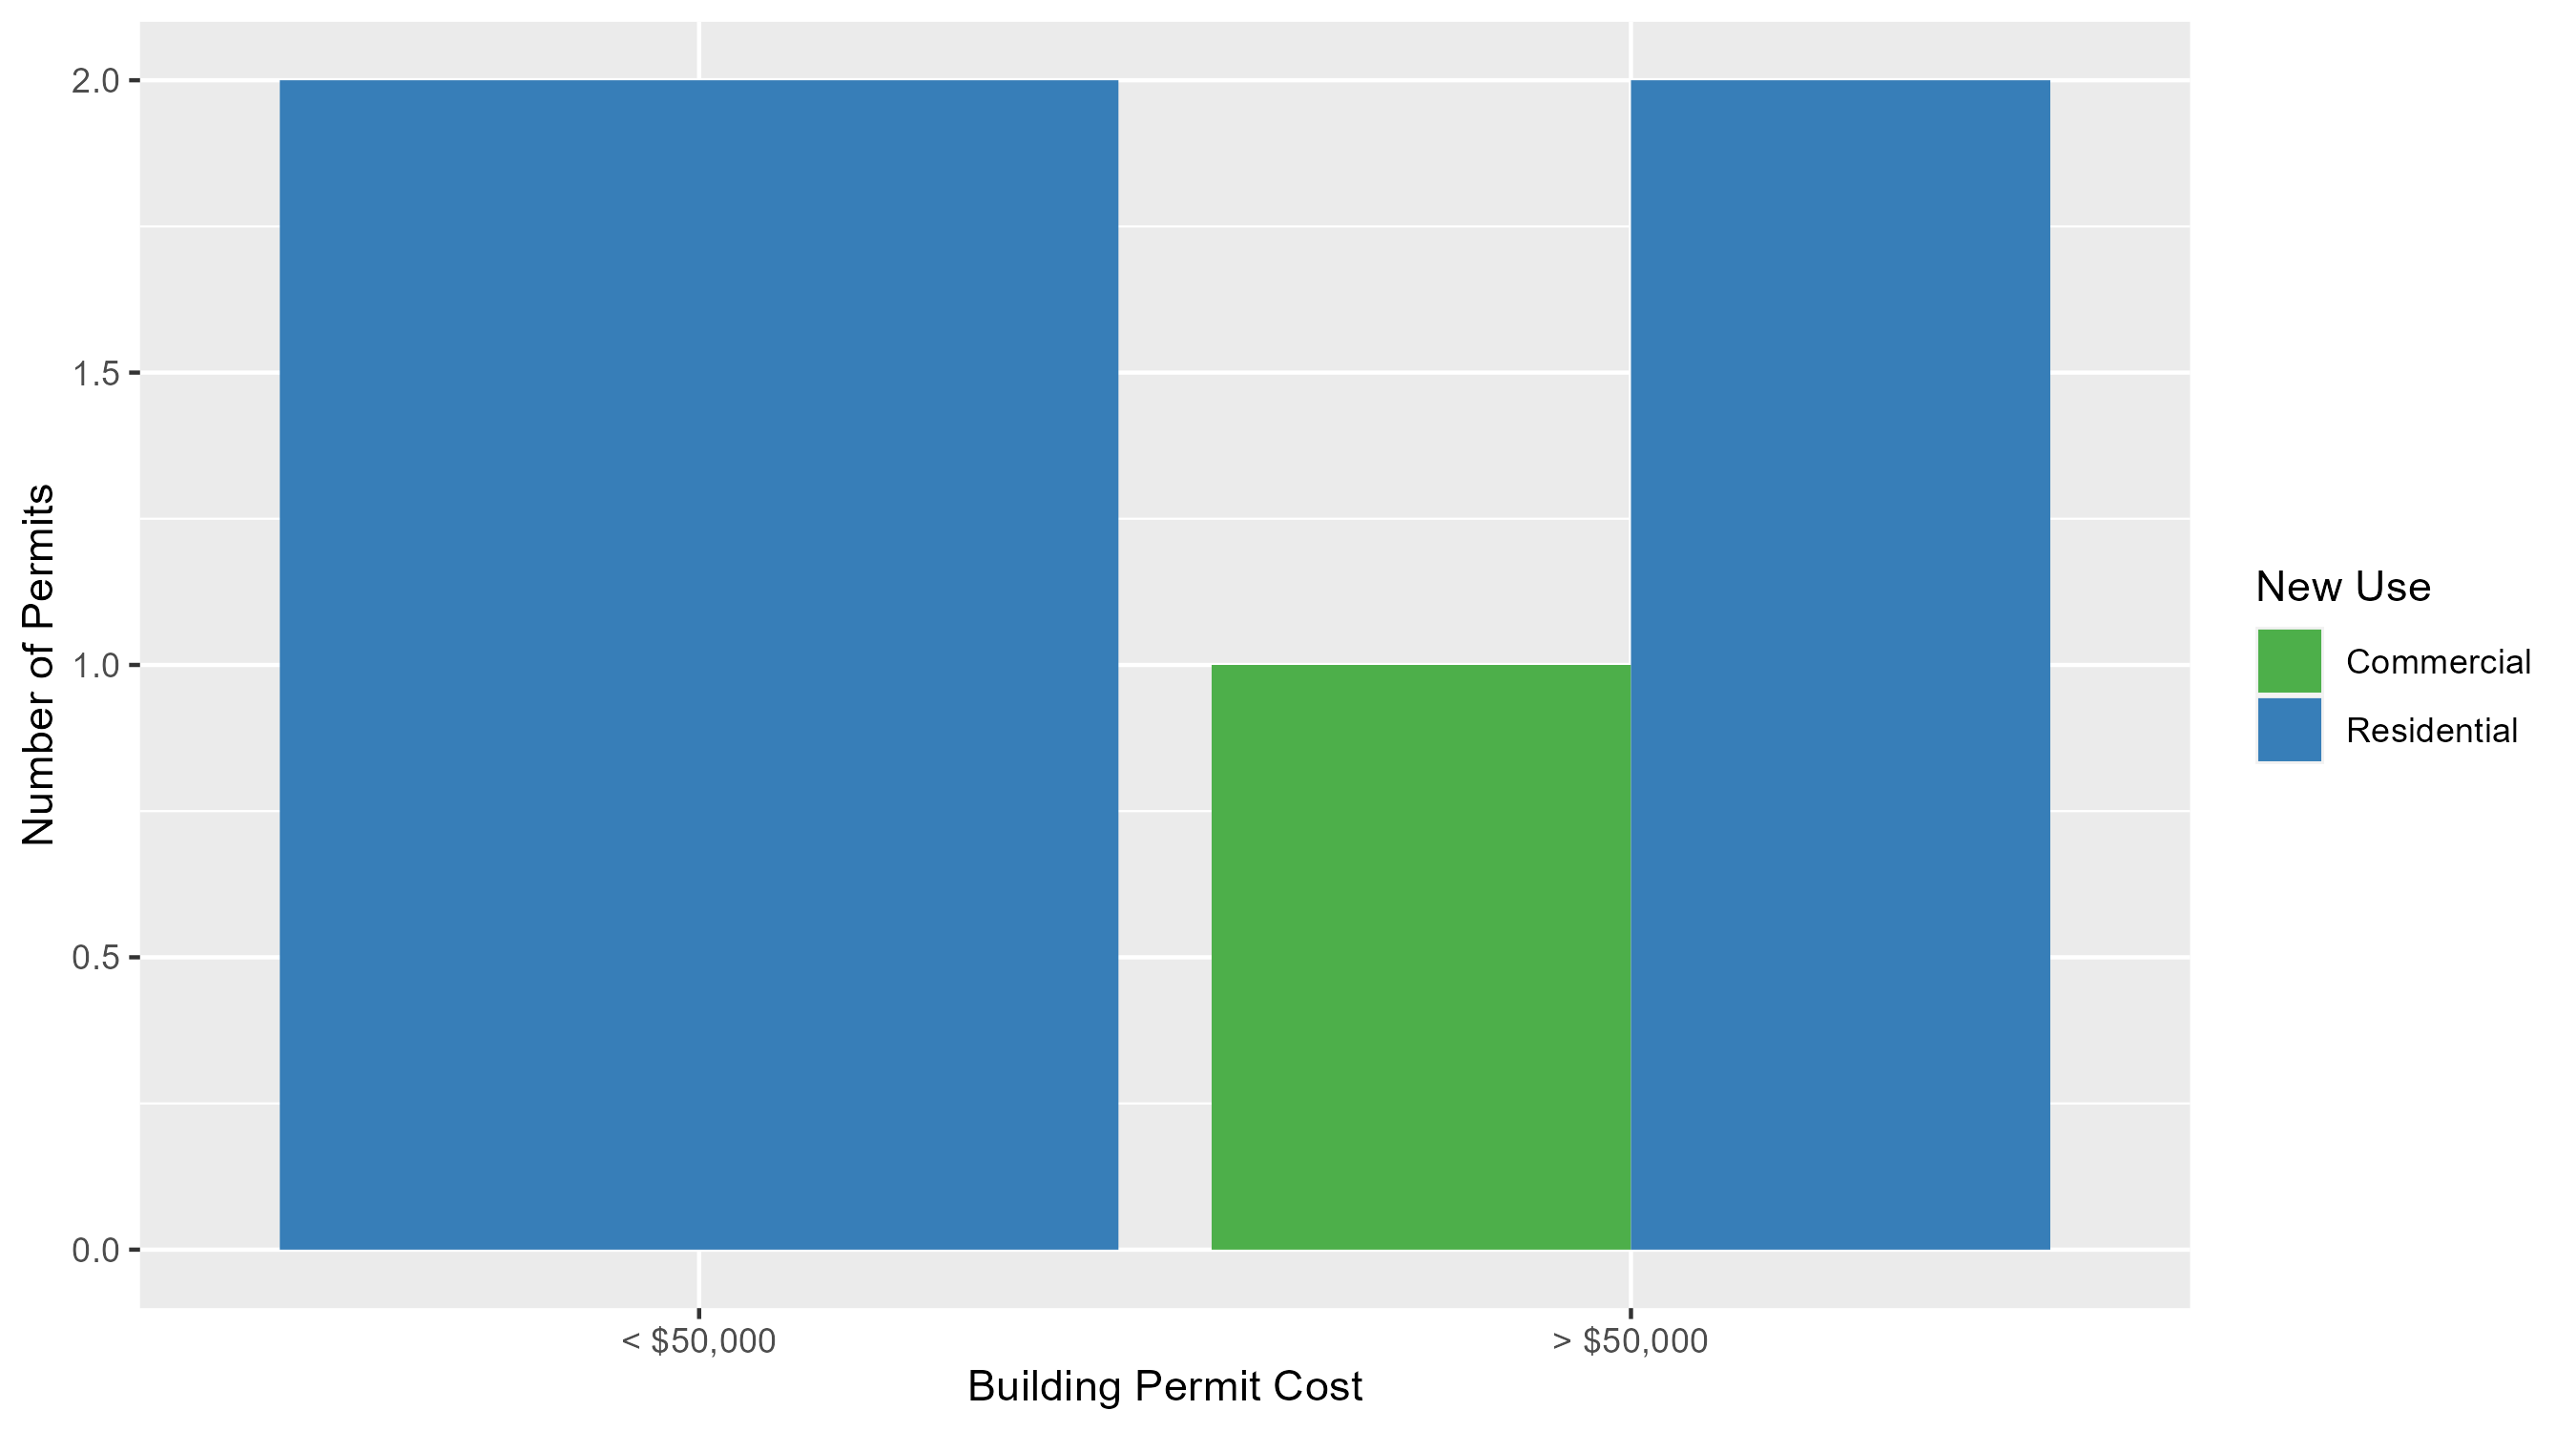 2.0
1.5
1.0
0.5
0.0
Number of Permits
< $50,000
> $50,000
Building Permit Cost
New Use
Commercial
Residential